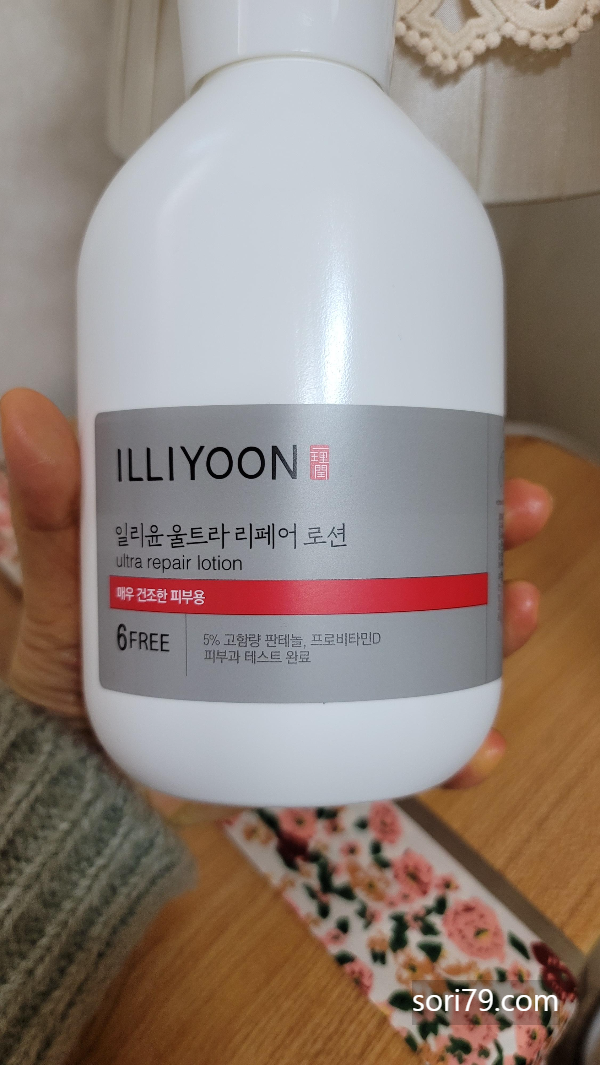 ILLIYOON
일리윤 울트라 리페어 로션
ultra repair lotion
매우 건조한 피부용
6FREE
5% 고함량 판테놀, 프로비타민D
피부과 테스트 완료
sori79.com